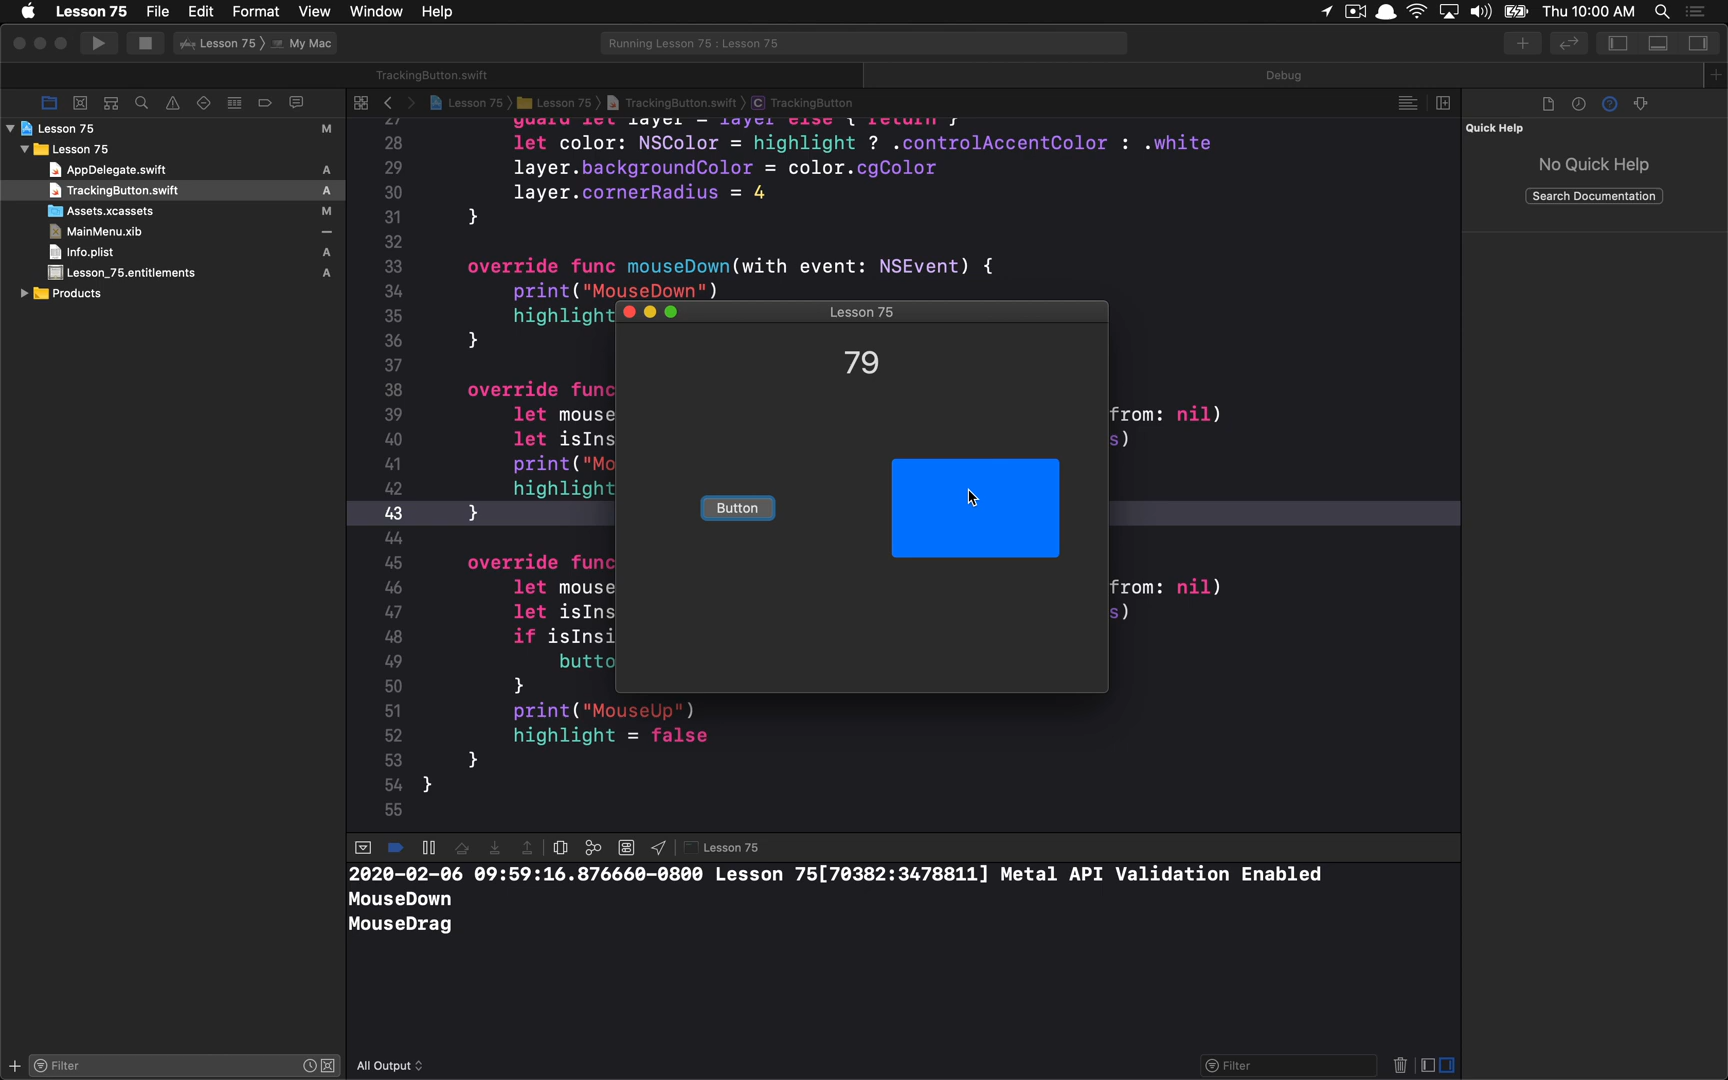 Lesson 75 File Edit Format View Window Help Thu 10:00 AM
Lesson 75 My Mac Running Lesson 75 : Lesson 75
TrackingButton.swift Debug
Lesson 75 Lesson 75 TrackingButton.swift C TrackingButton
Lesson 75 M
Lesson 75
AppDelegate.swift A
TrackingButton.swift A
Assets.xcassets M
MainMenu.xib
Info.plist A
Lesson_75.entitlements A
Products
27 guard let layer = layer else { return }
28 let color: NSColor = highlight ? .controlAccentColor : .white
29 layer.backgroundColor = color.cgColor
30 layer.cornerRadius = 4
31 }
32
33 override func mouseDown(with event: NSEvent) {
34 print("MouseDown")
35 highlight
36 }
37
38 override func
39 let mouse from: nil)
40 let isIns s)
41 print("Mo
42 highlight
43 }
44
45 override func
46 let mouse from: nil)
47 let isIns s)
48 if isInsi
49 butto
50 }
51 print("MouseUp")
52 highlight = false
53 }
54 }
55
Lesson 75
79
Button
Quick Help
No Quick Help
Search Documentation
Lesson 75
2020-02-06 09:59:16.876660-0800 Lesson 75[70382:3478811] Metal API Validation Enabled
MouseDown
MouseDrag
Filter All Output Filter